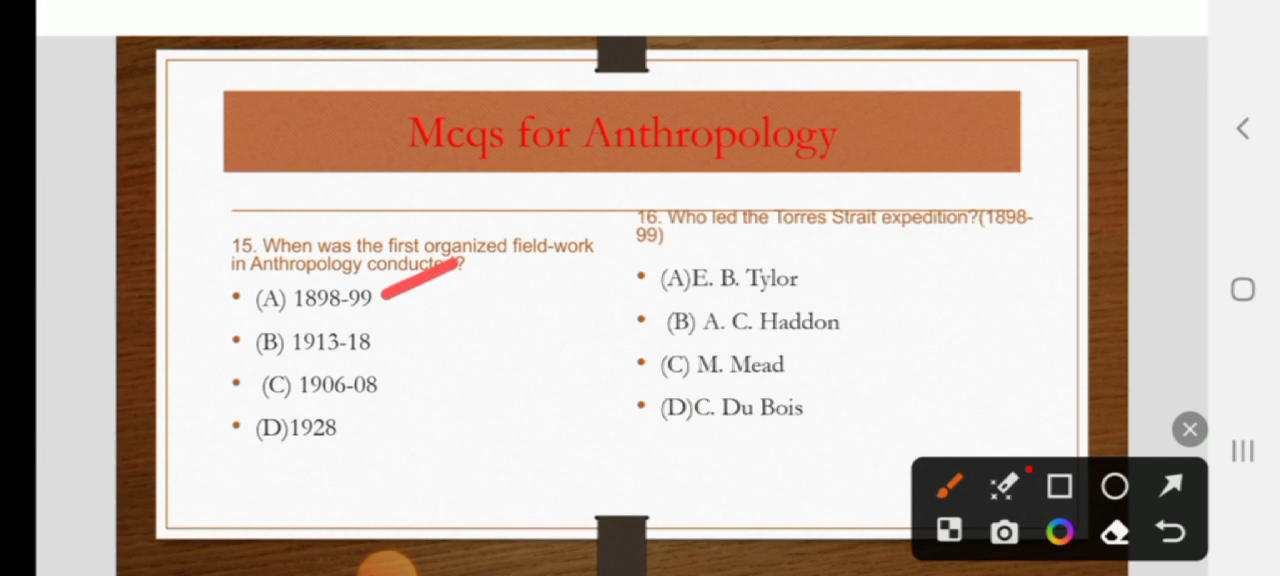 Mcqs for Anthropology
15. When was the first organized field-work
in Anthropology conducted?
• (A) 1898-99
• (B) 1913-18
• (C) 1906-08
• (D)1928
16. Who led the Torres Strait expedition?(1898-
99)
• (A)E. B. Tylor
• (B) A. C. Haddon
• (C) M. Mead
• (D)C. Du Bois